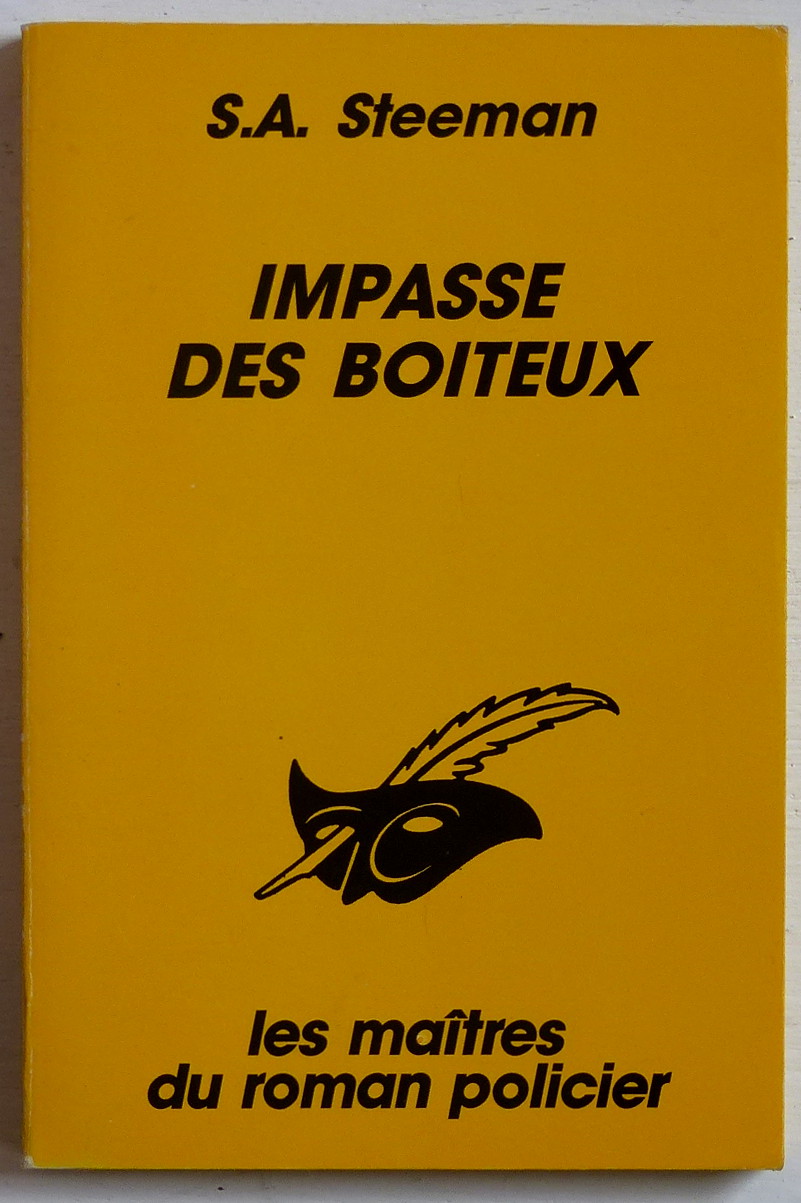 S.A. Steeman
IMPASSE
DES BOITEUX
les maîtres
du roman policier